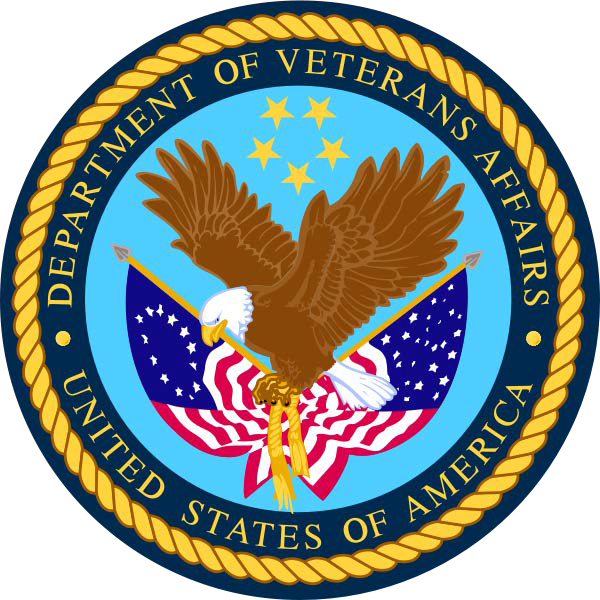 DEPARTMENT OF VETERANS AFFAIRS
UNITED STATES OF AMERICA